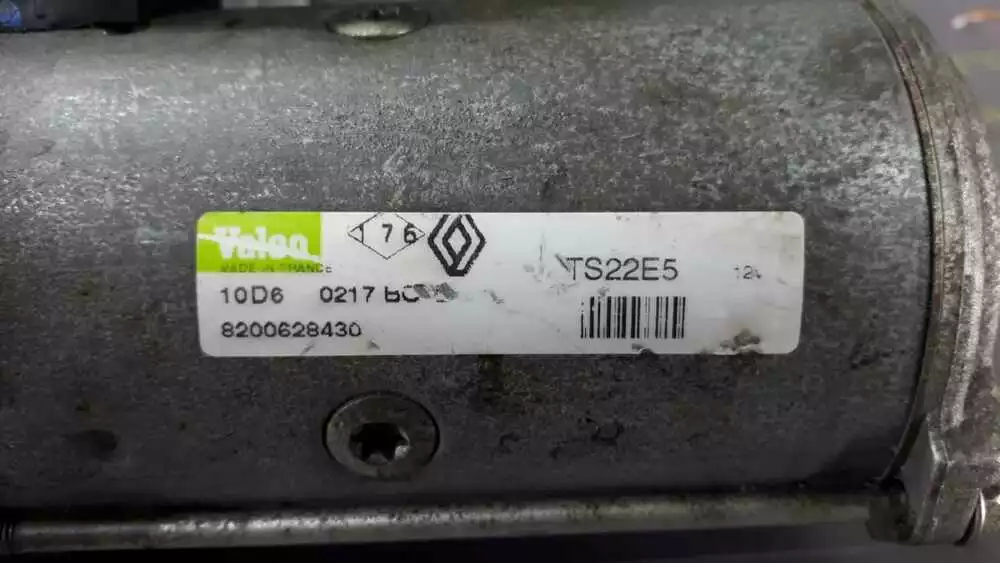 Valeo 176
MADE IN FRANCE
TS22E5 12V
10D6 0217
8200628430